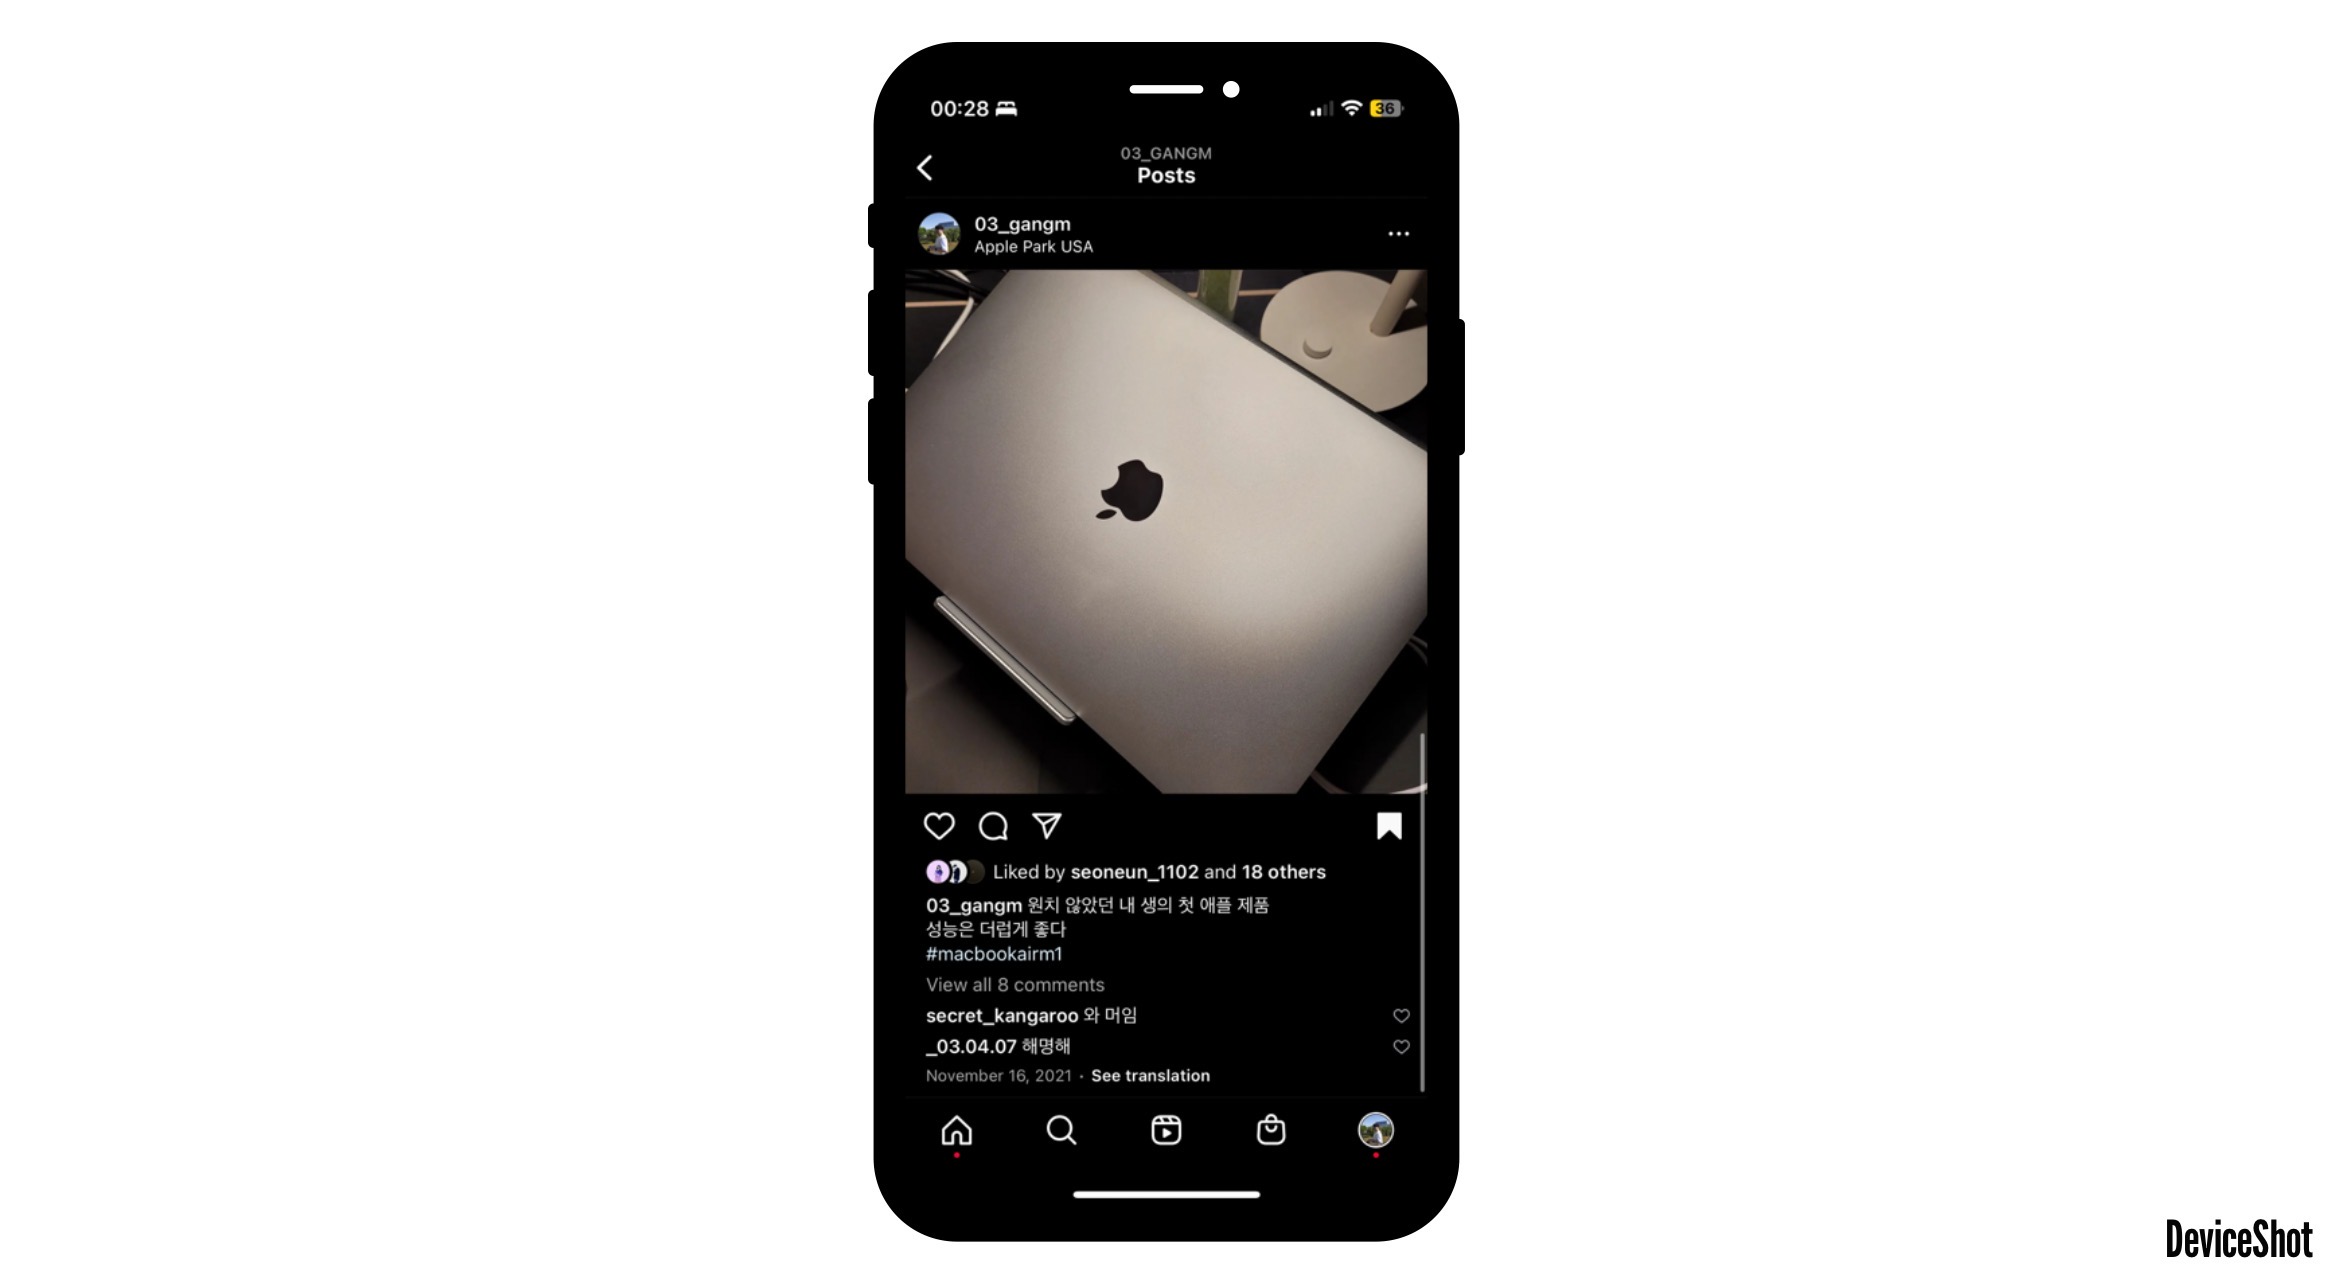 00:28
36
03_GANGM
Posts
03_gangm
Apple Park USA
Liked by seoneun_1102 and 18 others
03_gangm 원치 않았던 내 생의 첫 애플 제품
성능은 더럽게 좋다
#macbookairm1
View all 8 comments
secret_kangaroo 와 머임
_03.04.07 해명해
November 16, 2021 · See translation
DeviceShot